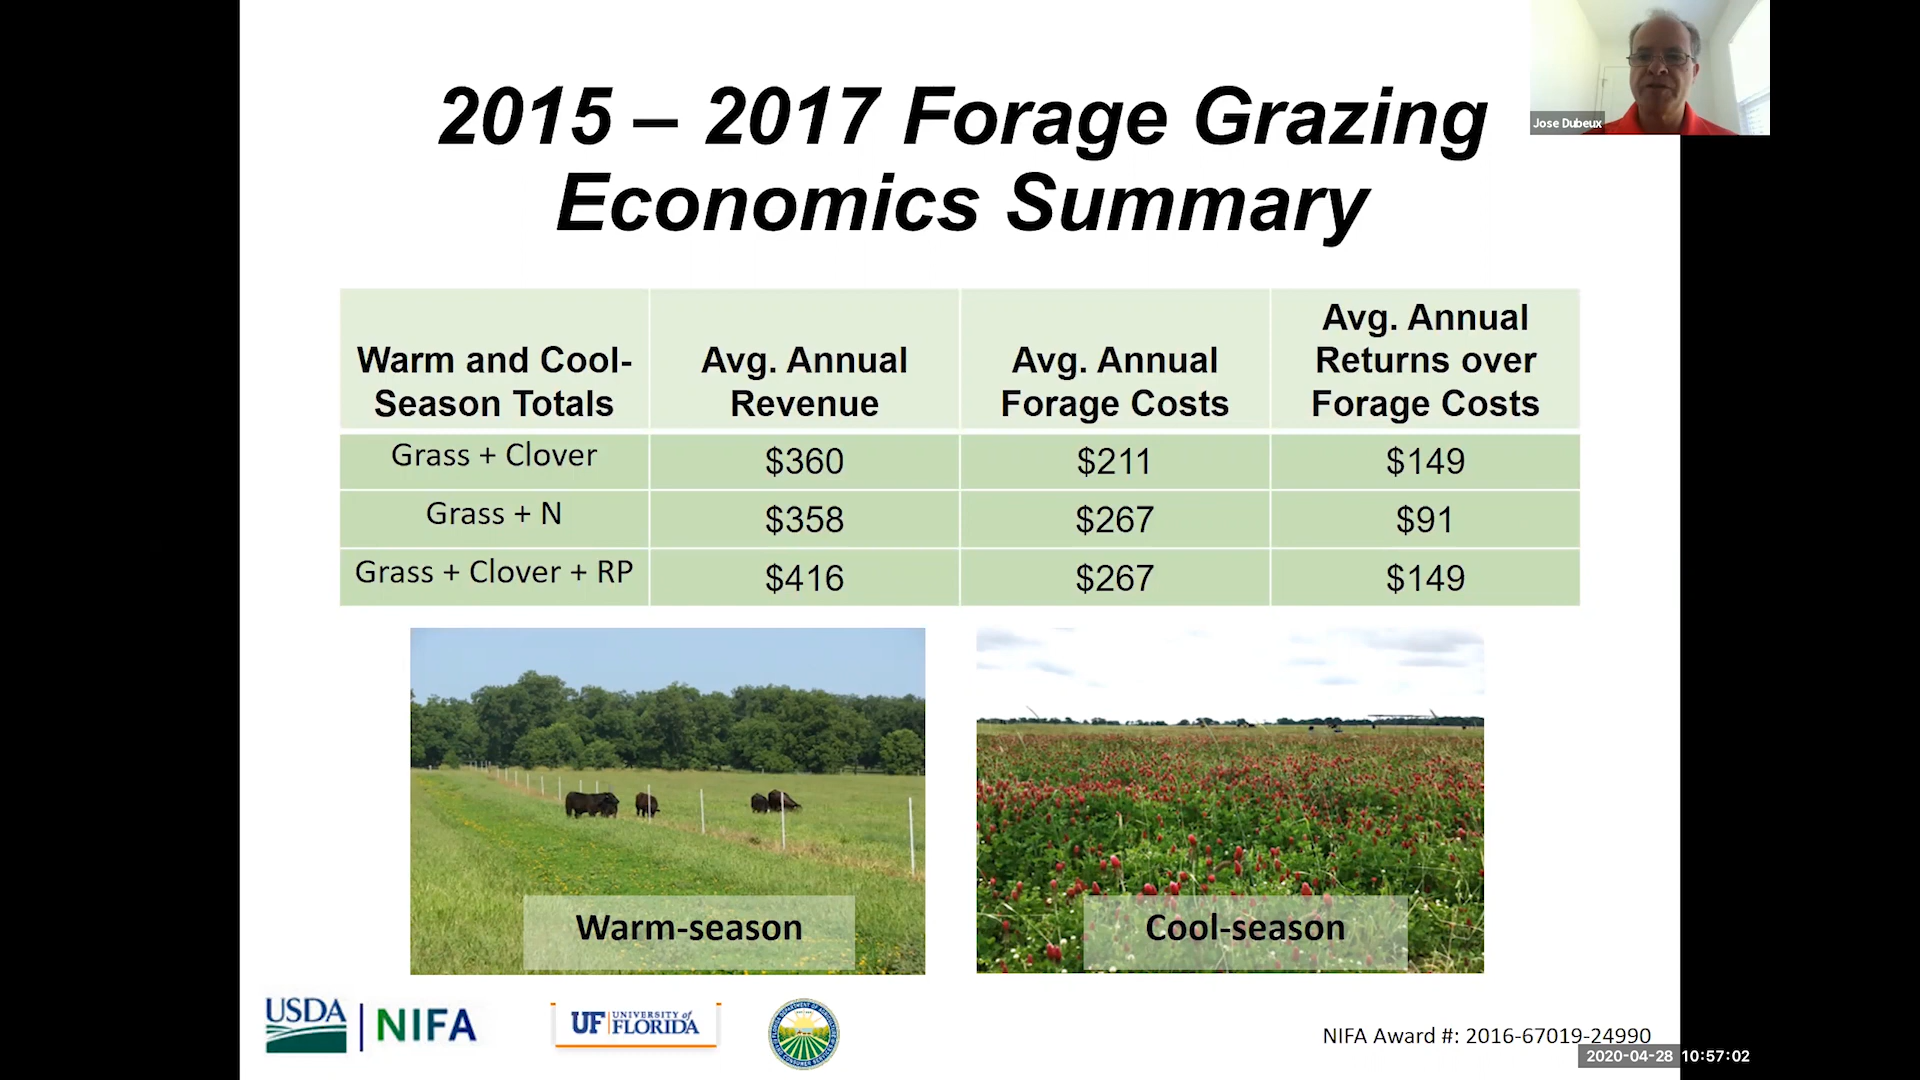 2015 – 2017 Forage Grazing
Economics Summary
Jose Dubeux
Warm and Cool-
Season Totals
Avg. Annual
Revenue
Avg. Annual
Forage Costs
Avg. Annual
Returns over
Forage Costs
Grass + Clover
$360
$211
$149
Grass + N
$358
$267
$91
Grass + Clover + RP
$416
$267
$149
Warm-season
Cool-season
USDA
NIFA
UF UNIVERSITY of
FLORIDA
NIFA Award #: 2016-67019-24990
2020-04-28 10:57:02